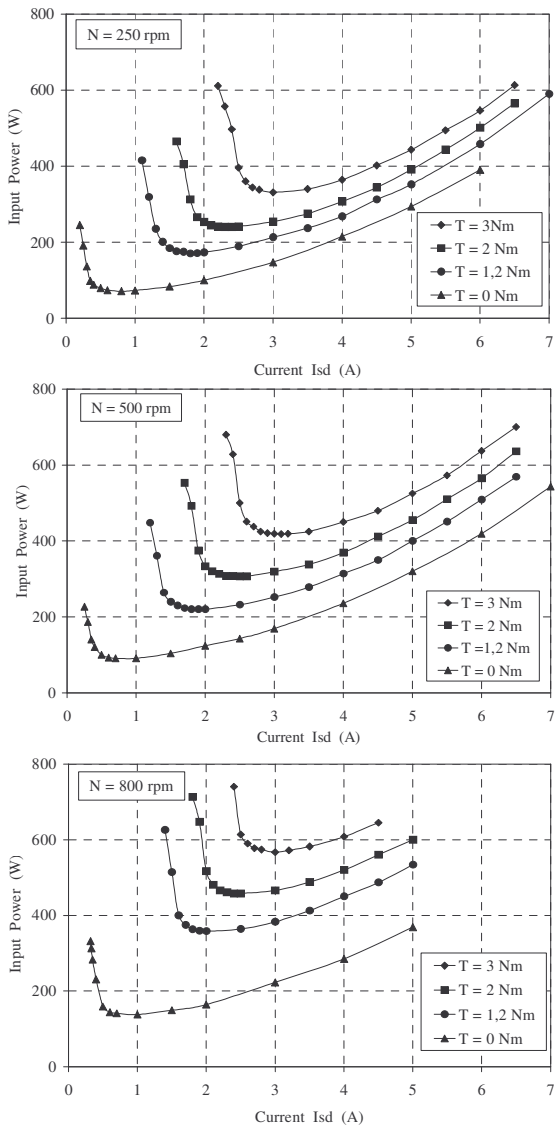 N = 250 rpm
Input Power (W)
800
600
400
200
0
0 1 2 3 4 5 6 7
Current Isd (A)
T = 3Nm
T = 2 Nm
T = 1,2 Nm
T = 0 Nm
N = 500 rpm
Input Power (W)
800
600
400
200
0
0 1 2 3 4 5 6 7
Current Isd (A)
T = 3 Nm
T = 2 Nm
T =1,2 Nm
T = 0 Nm
N = 800 rpm
Input Power (W)
800
600
400
200
0
0 1 2 3 4 5 6 7
Current Isd (A)
T = 3 Nm
T = 2 Nm
T = 1,2 Nm
T = 0 Nm